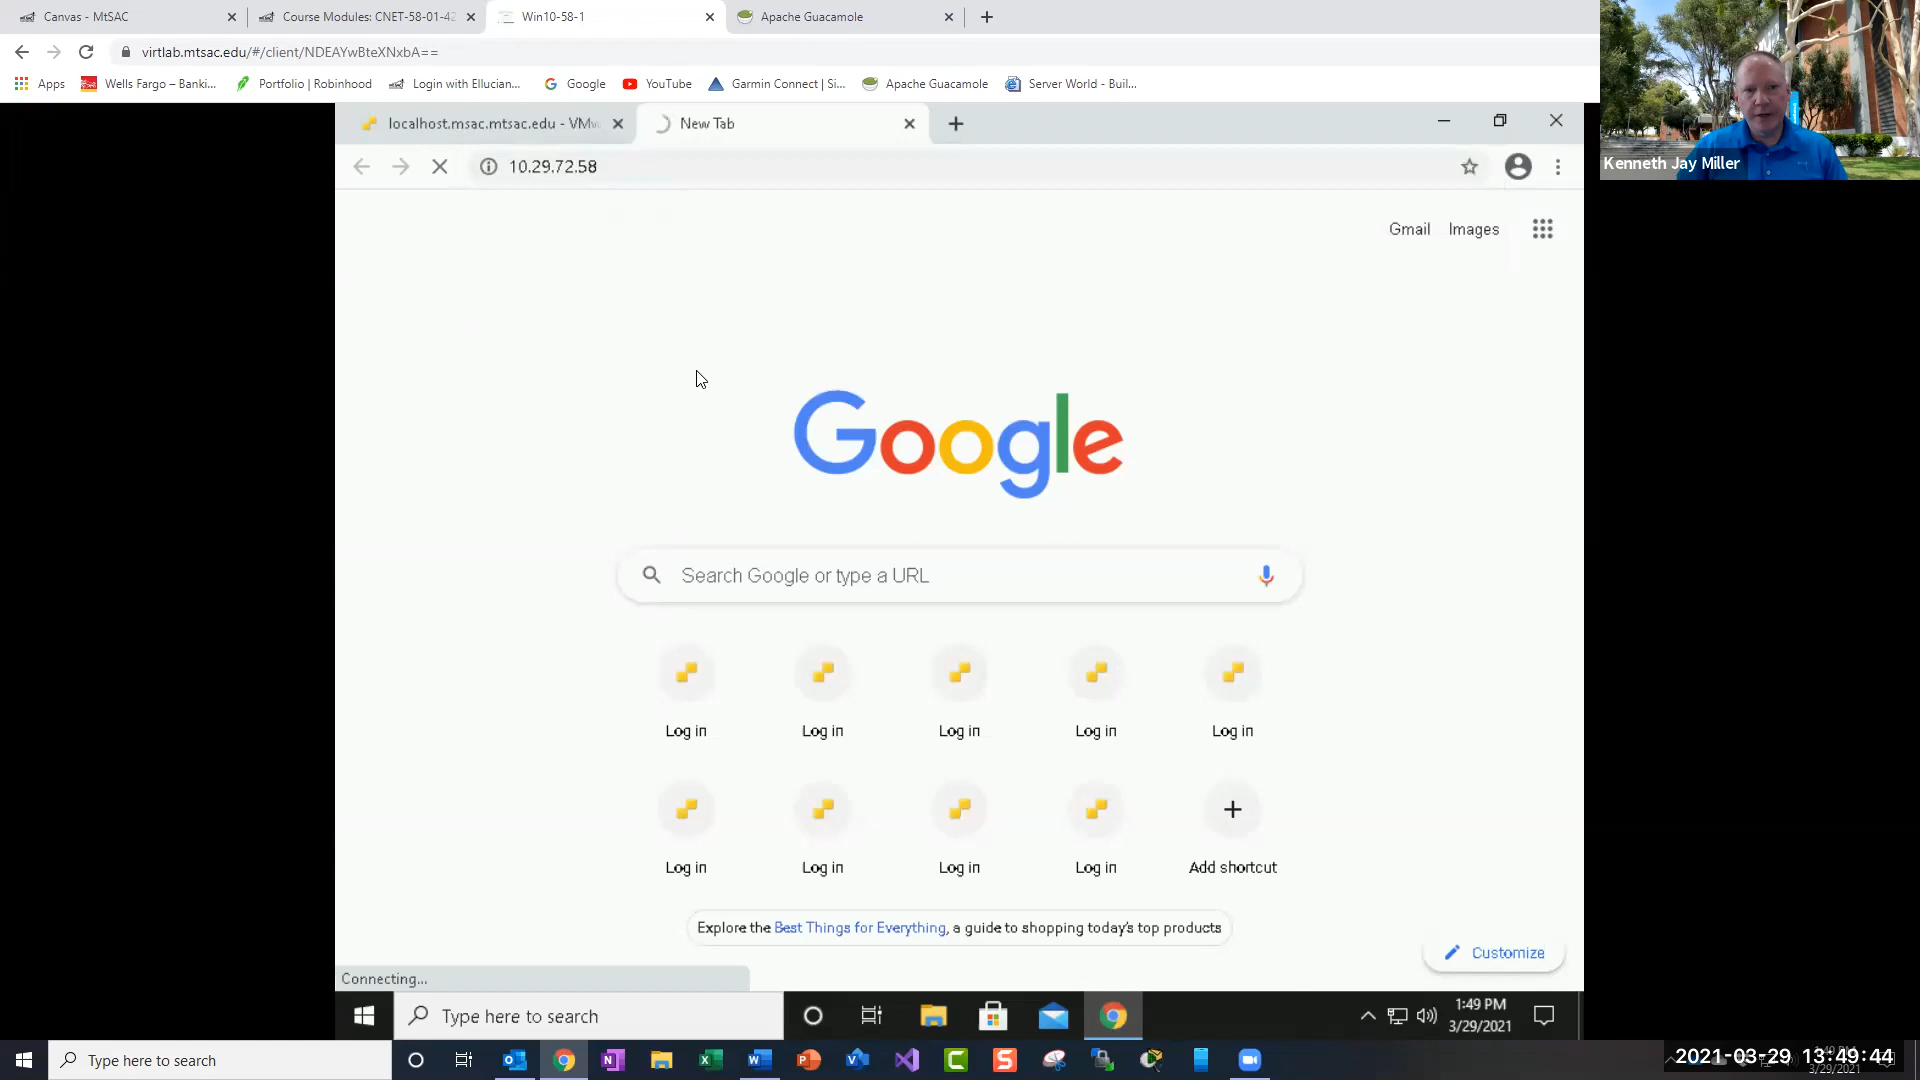 Canvas - MtSAC
Course Modules: CNET-58-01-42
Win10-58-1
Apache Guacamole
virtlab.mtsac.edu/#/client/NDEAYwBteXNxbA==
Apps
Wells Fargo – Banki...
Portfolio | Robinhood
Login with Ellucian...
Google
YouTube
Garmin Connect | Si...
Apache Guacamole
Server World - Buil...
Kenneth Jay Miller
localhost.msac.mtsac.edu - VMw
New Tab
10.29.72.58
Gmail
Images
Google
Search Google or type a URL
Log in
Log in
Log in
Log in
Log in
Log in
Log in
Log in
Log in
Add shortcut
Explore the Best Things for Everything, a guide to shopping today's top products
Customize
Connecting...
Type here to search
1:49 PM
3/29/2021
Type here to search
2021-03-29 13:49:44
3/29/2021